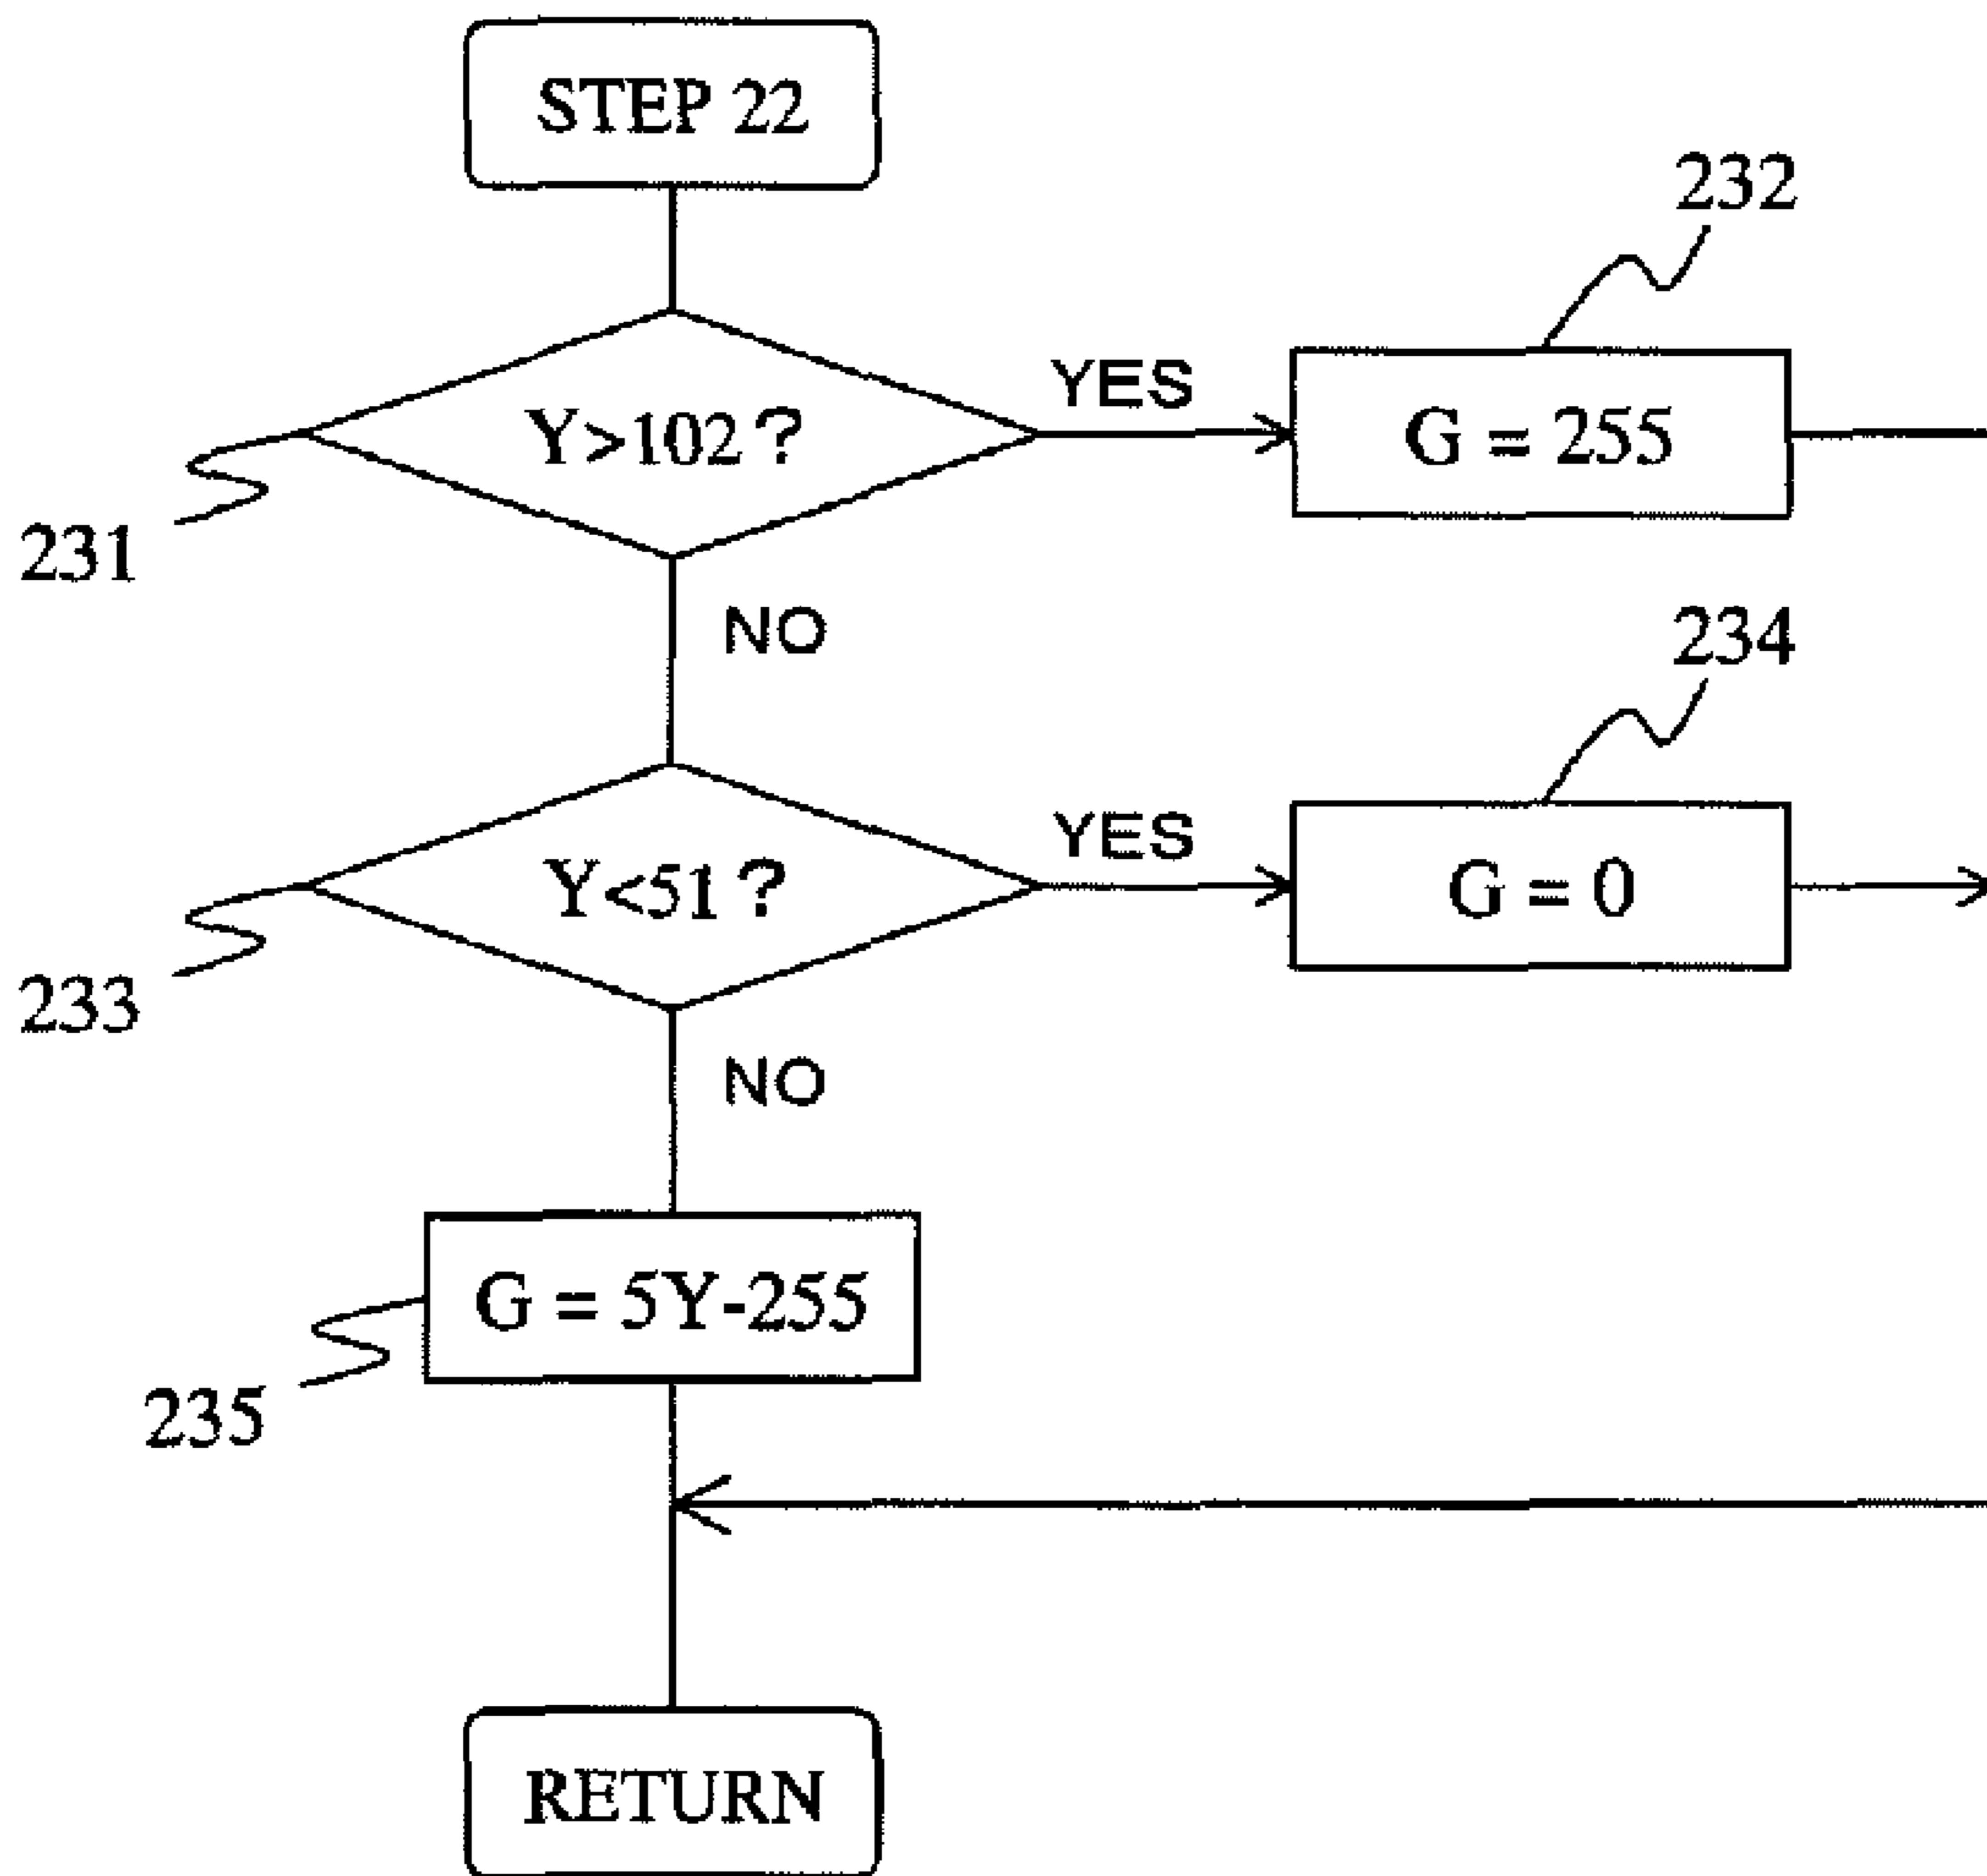 STEP 22
232
Y>102?
YES
G = 255
231
NO
234
Y<51?
YES
G = 0
233
NO
G = 5Y-255
235
RETURN